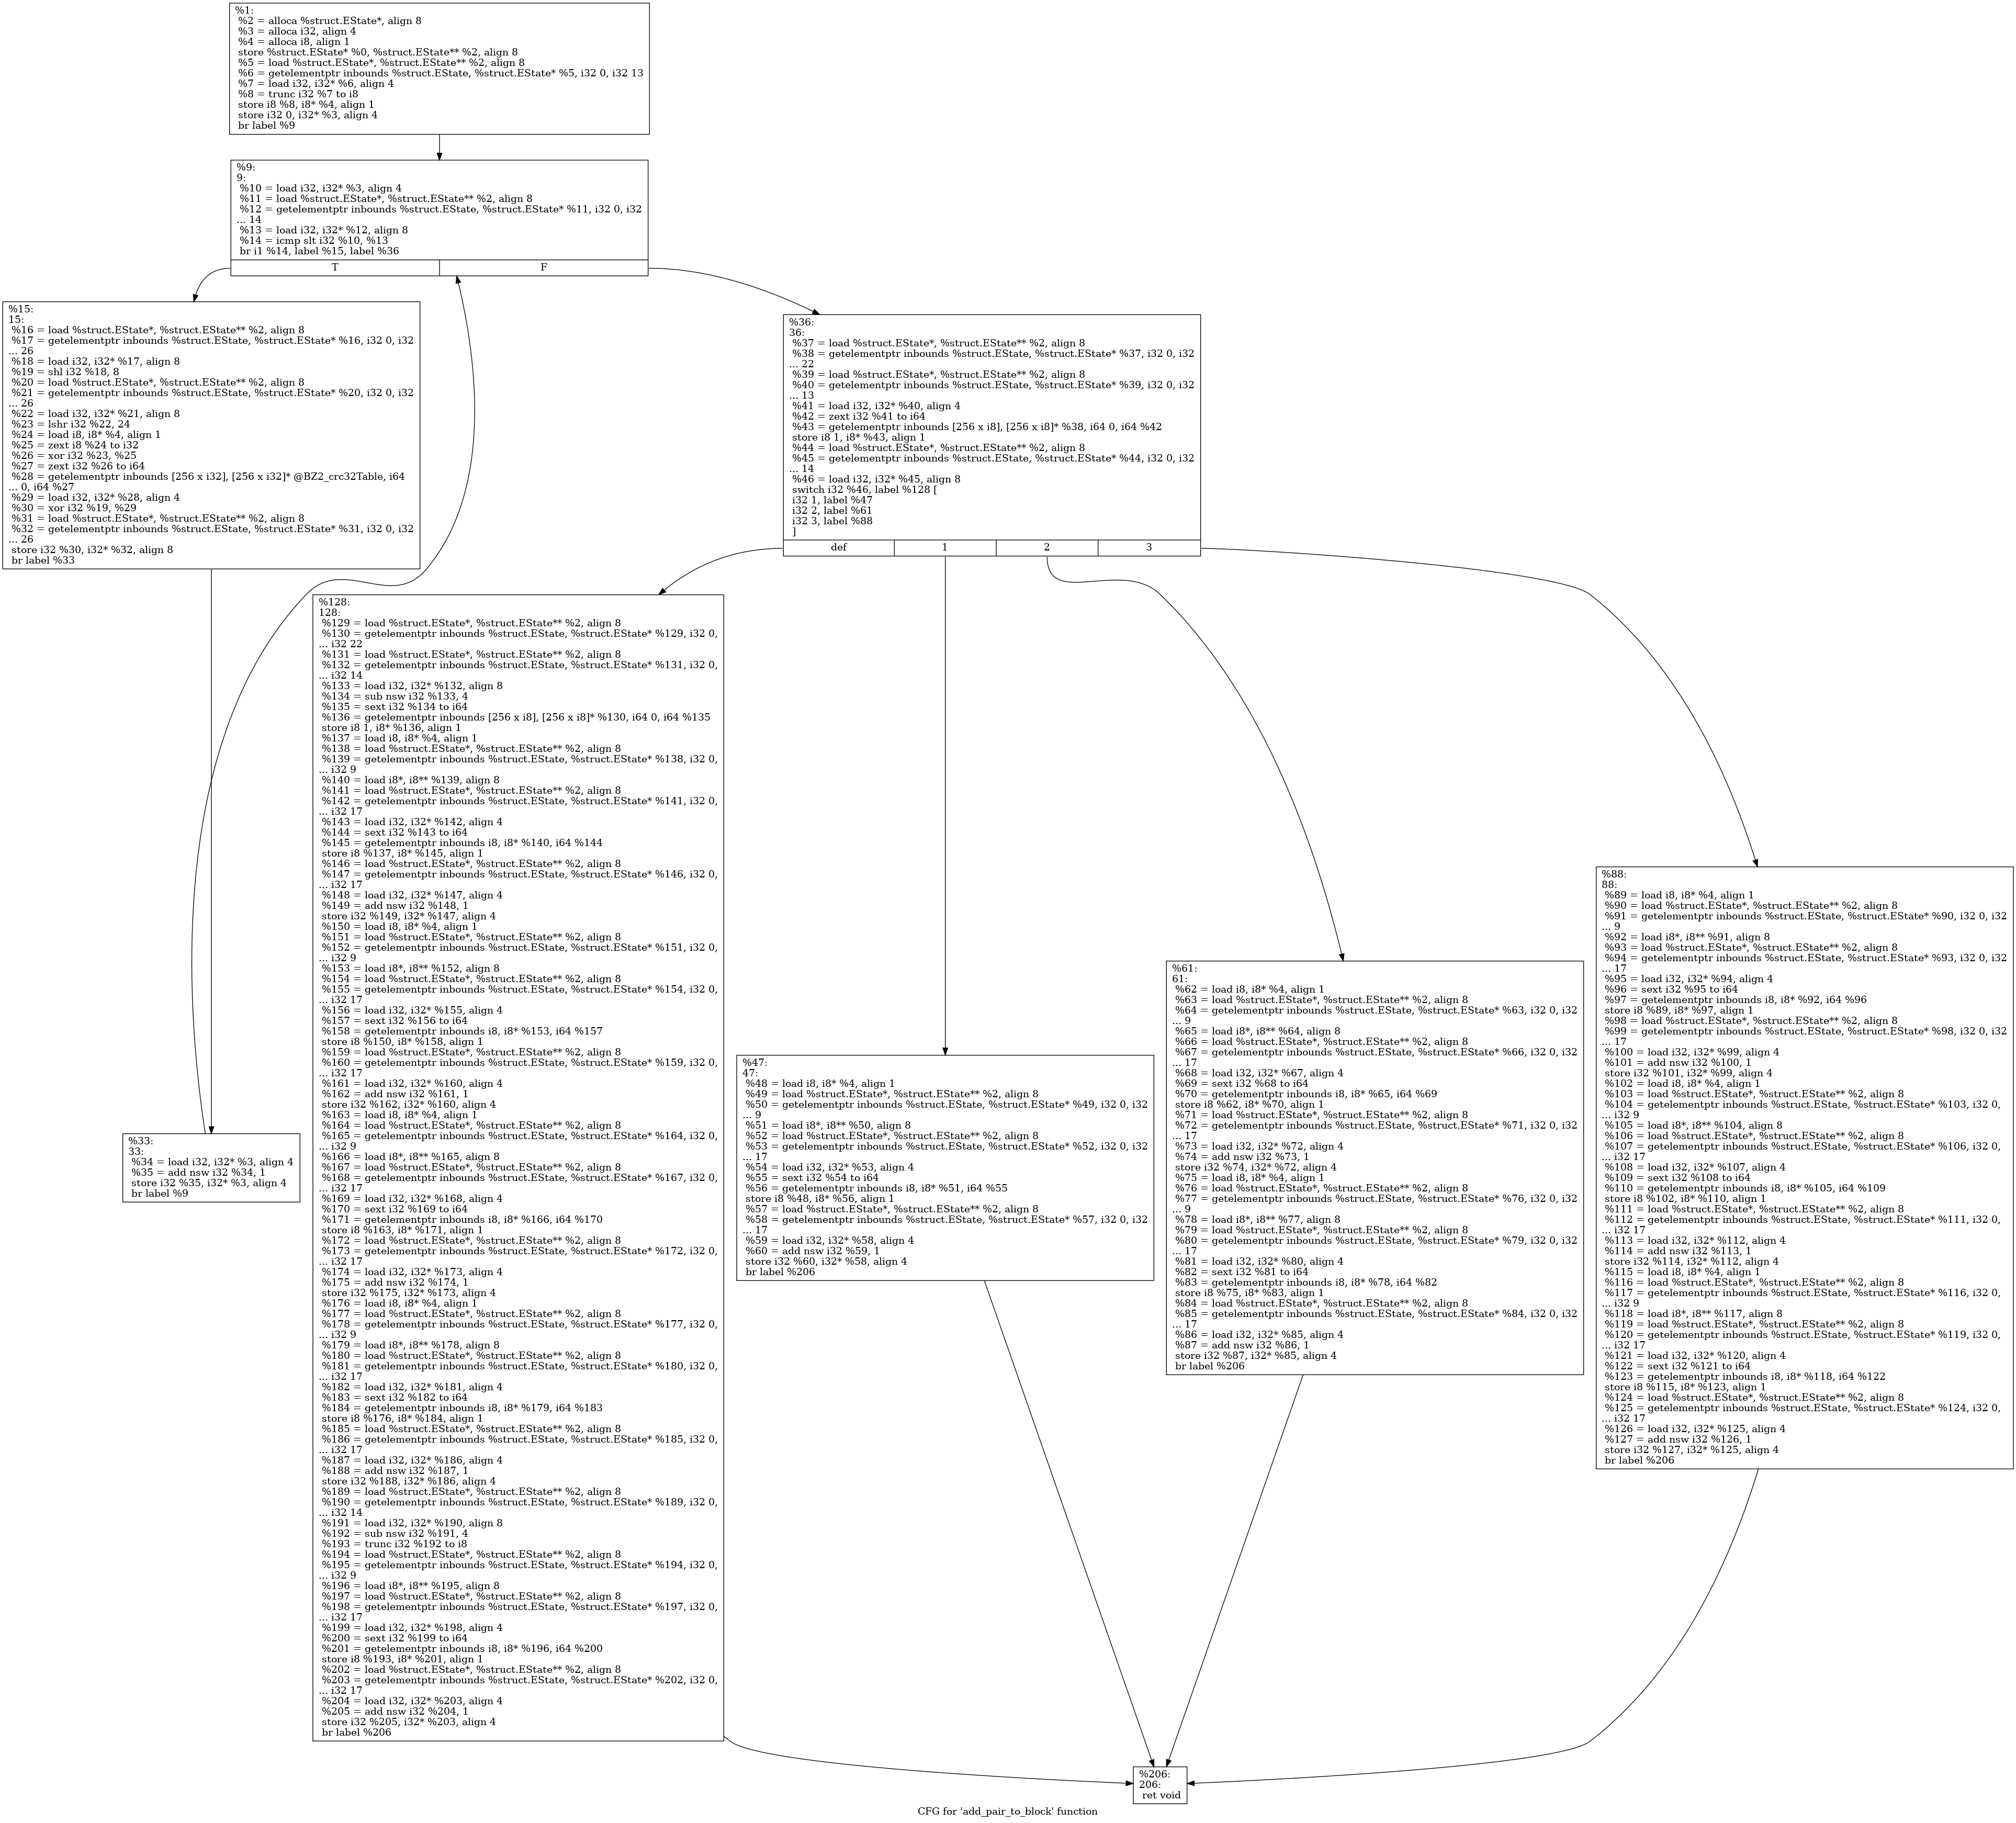 %1:
%2 = alloca %struct.EState*, align 8
%3 = alloca i32, align 4
%4 = alloca i8, align 1
store %struct.EState* %0, %struct.EState** %2, align 8
%5 = load %struct.EState*, %struct.EState** %2, align 8
%6 = getelementptr inbounds %struct.EState, %struct.EState* %5, i32 0, i32 13
%7 = load i32, i32* %6, align 4
%8 = trunc i32 %7 to i8
store i8 %8, i8* %4, align 1
store i32 0, i32* %3, align 4
br label %9
%9:
9:
%10 = load i32, i32* %3, align 4
%11 = load %struct.EState*, %struct.EState** %2, align 8
%12 = getelementptr inbounds %struct.EState, %struct.EState* %11, i32 0, i32
... 14
%13 = load i32, i32* %12, align 8
%14 = icmp slt i32 %10, %13
br i1 %14, label %15, label %36
T
F
%15:
15:
%16 = load %struct.EState*, %struct.EState** %2, align 8
%17 = getelementptr inbounds %struct.EState, %struct.EState* %16, i32 0, i32
... 26
%18 = load i32, i32* %17, align 8
%19 = shl i32 %18, 8
%20 = load %struct.EState*, %struct.EState** %2, align 8
%21 = getelementptr inbounds %struct.EState, %struct.EState* %20, i32 0, i32
... 26
%22 = load i32, i32* %21, align 8
%23 = lshr i32 %22, 24
%24 = load i8, i8* %4, align 1
%25 = zext i8 %24 to i32
%26 = xor i32 %23, %25
%27 = zext i32 %26 to i64
%28 = getelementptr inbounds [256 x i32], [256 x i32]* @BZ2_crc32Table, i64
... 0, i64 %27
%29 = load i32, i32* %28, align 4
%30 = xor i32 %19, %29
%31 = load %struct.EState*, %struct.EState** %2, align 8
%32 = getelementptr inbounds %struct.EState, %struct.EState* %31, i32 0, i32
... 26
store i32 %30, i32* %32, align 8
br label %33
%36:
36:
%37 = load %struct.EState*, %struct.EState** %2, align 8
%38 = getelementptr inbounds %struct.EState, %struct.EState* %37, i32 0, i32
... 22
%39 = load %struct.EState*, %struct.EState** %2, align 8
%40 = getelementptr inbounds %struct.EState, %struct.EState* %39, i32 0, i32
... 13
%41 = load i32, i32* %40, align 4
%42 = zext i32 %41 to i64
%43 = getelementptr inbounds [256 x i8], [256 x i8]* %38, i64 0, i64 %42
store i8 1, i8* %43, align 1
%44 = load %struct.EState*, %struct.EState** %2, align 8
%45 = getelementptr inbounds %struct.EState, %struct.EState* %44, i32 0, i32
... 14
%46 = load i32, i32* %45, align 8
switch i32 %46, label %128 [
i32 1, label %47
i32 2, label %61
i32 3, label %88
]
def
1
2
3
%128:
128:
%129 = load %struct.EState*, %struct.EState** %2, align 8
%130 = getelementptr inbounds %struct.EState, %struct.EState* %129, i32 0,
... i32 22
%131 = load %struct.EState*, %struct.EState** %2, align 8
%132 = getelementptr inbounds %struct.EState, %struct.EState* %131, i32 0,
... i32 14
%133 = load i32, i32* %132, align 8
%134 = sub nsw i32 %133, 4
%135 = sext i32 %134 to i64
%136 = getelementptr inbounds [256 x i8], [256 x i8]* %130, i64 0, i64 %135
store i8 1, i8* %136, align 1
%137 = load i8, i8* %4, align 1
%138 = load %struct.EState*, %struct.EState** %2, align 8
%139 = getelementptr inbounds %struct.EState, %struct.EState* %138, i32 0,
... i32 9
%140 = load i8*, i8** %139, align 8
%141 = load %struct.EState*, %struct.EState** %2, align 8
%142 = getelementptr inbounds %struct.EState, %struct.EState* %141, i32 0,
... i32 17
%143 = load i32, i32* %142, align 4
%144 = sext i32 %143 to i64
%145 = getelementptr inbounds i8, i8* %140, i64 %144
store i8 %137, i8* %145, align 1
%146 = load %struct.EState*, %struct.EState** %2, align 8
%147 = getelementptr inbounds %struct.EState, %struct.EState* %146, i32 0,
... i32 17
%148 = load i32, i32* %147, align 4
%149 = add nsw i32 %148, 1
store i32 %149, i32* %147, align 4
%150 = load i8, i8* %4, align 1
%151 = load %struct.EState*, %struct.EState** %2, align 8
%152 = getelementptr inbounds %struct.EState, %struct.EState* %151, i32 0,
... i32 9
%153 = load i8*, i8** %152, align 8
%154 = load %struct.EState*, %struct.EState** %2, align 8
%155 = getelementptr inbounds %struct.EState, %struct.EState* %154, i32 0,
... i32 17
%156 = load i32, i32* %155, align 4
%157 = sext i32 %156 to i64
%158 = getelementptr inbounds i8, i8* %153, i64 %157
store i8 %150, i8* %158, align 1
%159 = load %struct.EState*, %struct.EState** %2, align 8
%160 = getelementptr inbounds %struct.EState, %struct.EState* %159, i32 0,
... i32 17
%161 = load i32, i32* %160, align 4
%162 = add nsw i32 %161, 1
store i32 %162, i32* %160, align 4
%163 = load i8, i8* %4, align 1
%164 = load %struct.EState*, %struct.EState** %2, align 8
%165 = getelementptr inbounds %struct.EState, %struct.EState* %164, i32 0,
... i32 9
%166 = load i8*, i8** %165, align 8
%167 = load %struct.EState*, %struct.EState** %2, align 8
%168 = getelementptr inbounds %struct.EState, %struct.EState* %167, i32 0,
... i32 17
%169 = load i32, i32* %168, align 4
%170 = sext i32 %169 to i64
%171 = getelementptr inbounds i8, i8* %166, i64 %170
store i8 %163, i8* %171, align 1
%172 = load %struct.EState*, %struct.EState** %2, align 8
%173 = getelementptr inbounds %struct.EState, %struct.EState* %172, i32 0,
... i32 17
%174 = load i32, i32* %173, align 4
%175 = add nsw i32 %174, 1
store i32 %175, i32* %173, align 4
%176 = load i8, i8* %4, align 1
%177 = load %struct.EState*, %struct.EState** %2, align 8
%178 = getelementptr inbounds %struct.EState, %struct.EState* %177, i32 0,
... i32 9
%179 = load i8*, i8** %178, align 8
%180 = load %struct.EState*, %struct.EState** %2, align 8
%181 = getelementptr inbounds %struct.EState, %struct.EState* %180, i32 0,
... i32 17
%182 = load i32, i32* %181, align 4
%183 = sext i32 %182 to i64
%184 = getelementptr inbounds i8, i8* %179, i64 %183
store i8 %176, i8* %184, align 1
%185 = load %struct.EState*, %struct.EState** %2, align 8
%186 = getelementptr inbounds %struct.EState, %struct.EState* %185, i32 0,
... i32 17
%187 = load i32, i32* %186, align 4
%188 = add nsw i32 %187, 1
store i32 %188, i32* %186, align 4
%189 = load %struct.EState*, %struct.EState** %2, align 8
%190 = getelementptr inbounds %struct.EState, %struct.EState* %189, i32 0,
... i32 14
%191 = load i32, i32* %190, align 8
%192 = sub nsw i32 %191, 4
%193 = trunc i32 %192 to i8
%194 = load %struct.EState*, %struct.EState** %2, align 8
%195 = getelementptr inbounds %struct.EState, %struct.EState* %194, i32 0,
... i32 9
%196 = load i8*, i8** %195, align 8
%197 = load %struct.EState*, %struct.EState** %2, align 8
%198 = getelementptr inbounds %struct.EState, %struct.EState* %197, i32 0,
... i32 17
%199 = load i32, i32* %198, align 4
%200 = sext i32 %199 to i64
%201 = getelementptr inbounds i8, i8* %196, i64 %200
store i8 %193, i8* %201, align 1
%202 = load %struct.EState*, %struct.EState** %2, align 8
%203 = getelementptr inbounds %struct.EState, %struct.EState* %202, i32 0,
... i32 17
%204 = load i32, i32* %203, align 4
%205 = add nsw i32 %204, 1
store i32 %205, i32* %203, align 4
br label %206
%88:
88:
%89 = load i8, i8* %4, align 1
%90 = load %struct.EState*, %struct.EState** %2, align 8
%91 = getelementptr inbounds %struct.EState, %struct.EState* %90, i32 0, i32
... 9
%92 = load i8*, i8** %91, align 8
%93 = load %struct.EState*, %struct.EState** %2, align 8
%94 = getelementptr inbounds %struct.EState, %struct.EState* %93, i32 0, i32
... 17
%95 = load i32, i32* %94, align 4
%96 = sext i32 %95 to i64
%97 = getelementptr inbounds i8, i8* %92, i64 %96
store i8 %89, i8* %97, align 1
%98 = load %struct.EState*, %struct.EState** %2, align 8
%99 = getelementptr inbounds %struct.EState, %struct.EState* %98, i32 0, i32
... 17
%100 = load i32, i32* %99, align 4
%101 = add nsw i32 %100, 1
store i32 %101, i32* %99, align 4
%102 = load i8, i8* %4, align 1
%103 = load %struct.EState*, %struct.EState** %2, align 8
%104 = getelementptr inbounds %struct.EState, %struct.EState* %103, i32 0,
... i32 9
%105 = load i8*, i8** %104, align 8
%106 = load %struct.EState*, %struct.EState** %2, align 8
%107 = getelementptr inbounds %struct.EState, %struct.EState* %106, i32 0,
... i32 17
%108 = load i32, i32* %107, align 4
%109 = sext i32 %108 to i64
%110 = getelementptr inbounds i8, i8* %105, i64 %109
store i8 %102, i8* %110, align 1
%111 = load %struct.EState*, %struct.EState** %2, align 8
%112 = getelementptr inbounds %struct.EState, %struct.EState* %111, i32 0,
... i32 17
%113 = load i32, i32* %112, align 4
%114 = add nsw i32 %113, 1
store i32 %114, i32* %112, align 4
%115 = load i8, i8* %4, align 1
%116 = load %struct.EState*, %struct.EState** %2, align 8
%117 = getelementptr inbounds %struct.EState, %struct.EState* %116, i32 0,
... i32 9
%118 = load i8*, i8** %117, align 8
%119 = load %struct.EState*, %struct.EState** %2, align 8
%120 = getelementptr inbounds %struct.EState, %struct.EState* %119, i32 0,
... i32 17
%121 = load i32, i32* %120, align 4
%122 = sext i32 %121 to i64
%123 = getelementptr inbounds i8, i8* %118, i64 %122
store i8 %115, i8* %123, align 1
%124 = load %struct.EState*, %struct.EState** %2, align 8
%125 = getelementptr inbounds %struct.EState, %struct.EState* %124, i32 0,
... i32 17
%126 = load i32, i32* %125, align 4
%127 = add nsw i32 %126, 1
store i32 %127, i32* %125, align 4
br label %206
%61:
61:
%62 = load i8, i8* %4, align 1
%63 = load %struct.EState*, %struct.EState** %2, align 8
%64 = getelementptr inbounds %struct.EState, %struct.EState* %63, i32 0, i32
... 9
%65 = load i8*, i8** %64, align 8
%66 = load %struct.EState*, %struct.EState** %2, align 8
%67 = getelementptr inbounds %struct.EState, %struct.EState* %66, i32 0, i32
... 17
%68 = load i32, i32* %67, align 4
%69 = sext i32 %68 to i64
%70 = getelementptr inbounds i8, i8* %65, i64 %69
store i8 %62, i8* %70, align 1
%71 = load %struct.EState*, %struct.EState** %2, align 8
%72 = getelementptr inbounds %struct.EState, %struct.EState* %71, i32 0, i32
... 17
%73 = load i32, i32* %72, align 4
%74 = add nsw i32 %73, 1
store i32 %74, i32* %72, align 4
%75 = load i8, i8* %4, align 1
%76 = load %struct.EState*, %struct.EState** %2, align 8
%77 = getelementptr inbounds %struct.EState, %struct.EState* %76, i32 0, i32
... 9
%78 = load i8*, i8** %77, align 8
%79 = load %struct.EState*, %struct.EState** %2, align 8
%80 = getelementptr inbounds %struct.EState, %struct.EState* %79, i32 0, i32
... 17
%81 = load i32, i32* %80, align 4
%82 = sext i32 %81 to i64
%83 = getelementptr inbounds i8, i8* %78, i64 %82
store i8 %75, i8* %83, align 1
%84 = load %struct.EState*, %struct.EState** %2, align 8
%85 = getelementptr inbounds %struct.EState, %struct.EState* %84, i32 0, i32
... 17
%86 = load i32, i32* %85, align 4
%87 = add nsw i32 %86, 1
store i32 %87, i32* %85, align 4
br label %206
%47:
47:
%48 = load i8, i8* %4, align 1
%49 = load %struct.EState*, %struct.EState** %2, align 8
%50 = getelementptr inbounds %struct.EState, %struct.EState* %49, i32 0, i32
... 9
%51 = load i8*, i8** %50, align 8
%52 = load %struct.EState*, %struct.EState** %2, align 8
%53 = getelementptr inbounds %struct.EState, %struct.EState* %52, i32 0, i32
... 17
%54 = load i32, i32* %53, align 4
%55 = sext i32 %54 to i64
%56 = getelementptr inbounds i8, i8* %51, i64 %55
store i8 %48, i8* %56, align 1
%57 = load %struct.EState*, %struct.EState** %2, align 8
%58 = getelementptr inbounds %struct.EState, %struct.EState* %57, i32 0, i32
... 17
%59 = load i32, i32* %58, align 4
%60 = add nsw i32 %59, 1
store i32 %60, i32* %58, align 4
br label %206
%33:
33:
%34 = load i32, i32* %3, align 4
%35 = add nsw i32 %34, 1
store i32 %35, i32* %3, align 4
br label %9
%206:
206:
ret void
CFG for 'add_pair_to_block' function